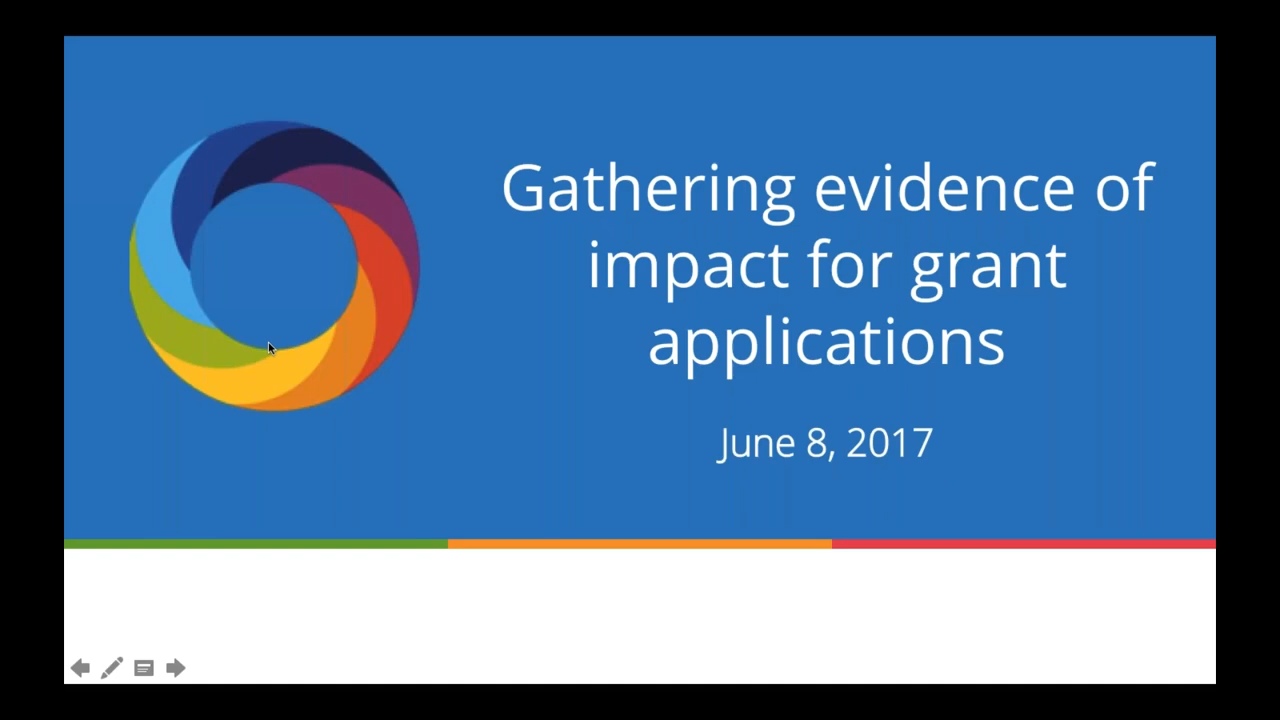 Gathering evidence of
impact for grant
applications
June 8, 2017